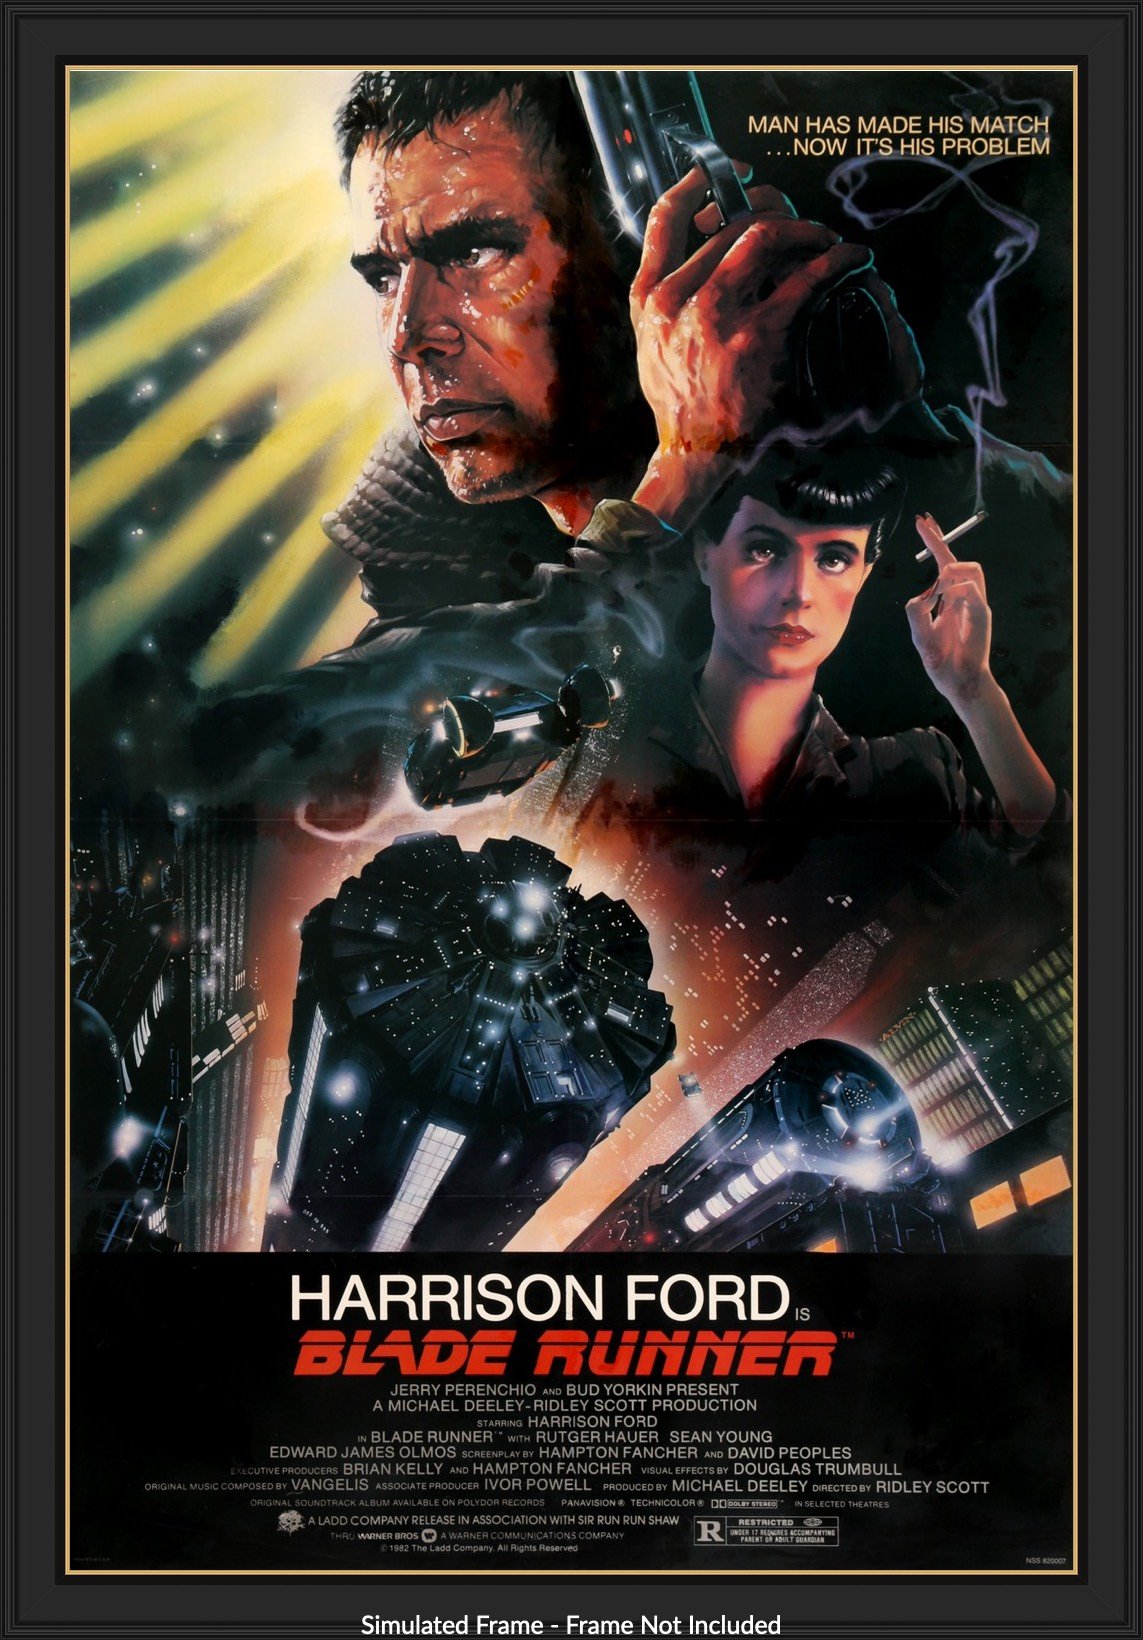 MAN HAS MADE HIS MATCH
...NOW IT'S HIS PROBLEM
HARRISON FORD IS
BLADE RUNNER™
JERRY PERENCHIO AND BUD YORKIN PRESENT
A MICHAEL DEELEY-RIDLEY SCOTT PRODUCTION
STARRING HARRISON FORD
IN BLADE RUNNER™ WITH RUTGER HAUER SEAN YOUNG
EDWARD JAMES OLMOS SCREENPLAY BY HAMPTON FANCHER AND DAVID PEOPLES
EXECUTIVE PRODUCERS BRIAN KELLY AND HAMPTON FANCHER VISUAL EFFECTS BY DOUGLAS TRUMBULL
ORIGINAL MUSIC COMPOSED BY VANGELIS ASSOCIATE PRODUCER IVOR POWELL PRODUCED BY MICHAEL DEELEY DIRECTED BY RIDLEY SCOTT
ORIGINAL SOUNDTRACK ALBUM AVAILABLE ON POLYDOR RECORDS PANAVISION® TECHNICOLOR® DOLBY STEREO™ IN SELECTED THEATRES
A LADD COMPANY RELEASE IN ASSOCIATION WITH SIR RUN RUN SHAW
THRU WARNER BROS A WARNER COMMUNICATIONS COMPANY
©1982 The Ladd Company. All Rights Reserved
R RESTRICTED
UNDER 17 REQUIRES ACCOMPANYING
PARENT OR ADULT GUARDIAN
NSS 820007
Simulated Frame - Frame Not Included